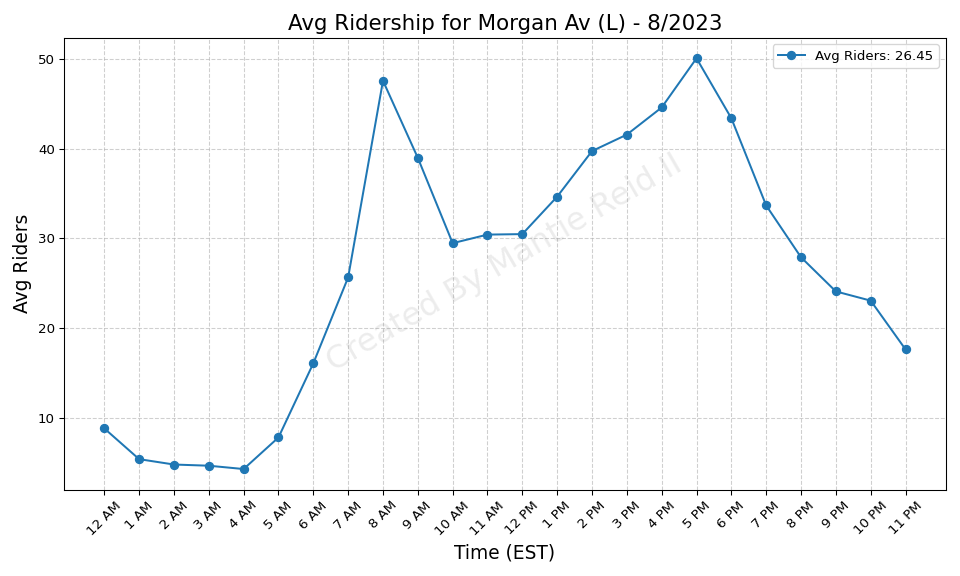 Avg Ridership for Morgan Av (L) - 8/2023
Avg Riders: 26.45
50
40
30
20
10
Avg Riders
Created By Mantie Reid II
12 AM
1 AM
2 AM
3 AM
4 AM
5 AM
6 AM
7 AM
8 AM
9 AM
10 AM
11 AM
12 PM
1 PM
2 PM
3 PM
4 PM
5 PM
6 PM
7 PM
8 PM
9 PM
10 PM
11 PM
Time (EST)